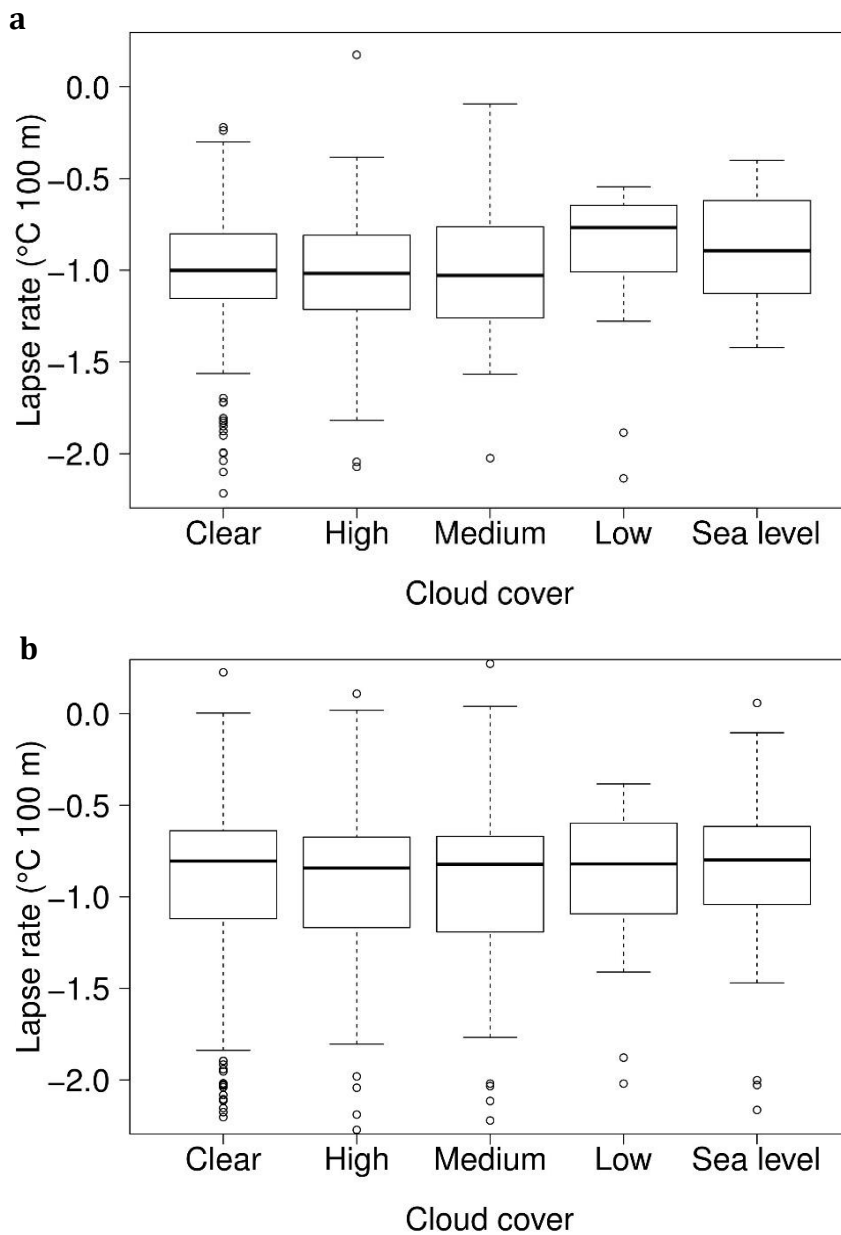 a
Lapse rate (°C 100 m)
0.0
−0.5
−1.0
−1.5
−2.0
Clear High Medium Low Sea level
Cloud cover
b
Lapse rate (°C 100 m)
0.0
−0.5
−1.0
−1.5
−2.0
Clear High Medium Low Sea level
Cloud cover